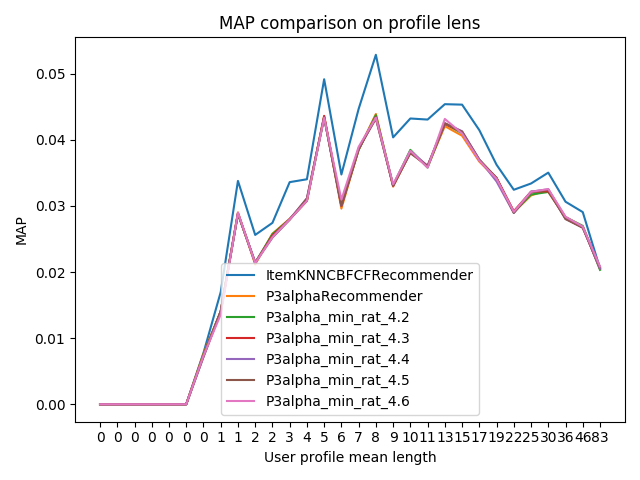 MAP comparison on profile lens
0.05
0.04
0.03
0.02
0.01
0.00
MAP
ItemKNNCBFCFRecommender
P3alphaRecommender
P3alpha_min_rat_4.2
P3alpha_min_rat_4.3
P3alpha_min_rat_4.4
P3alpha_min_rat_4.5
P3alpha_min_rat_4.6
0 0 0 0 0 0 0 1 1 2 2 3 4 5 6 7 8 9 10 11 13 15 17 19 22 25 30 36 46 83
User profile mean length